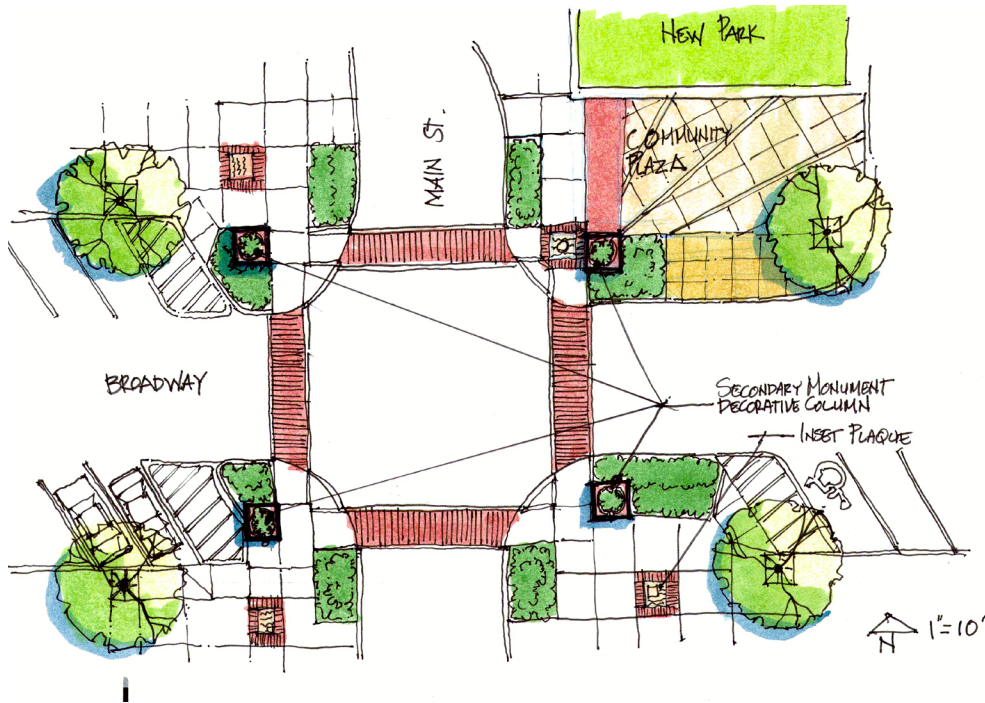 NEW PARK
MAIN ST.
COMMUNITY
PLAZA
BROADWAY
SECONDARY MONUMENT
DECORATIVE COLUMN
INSET PLAQUE
N
1"=10'